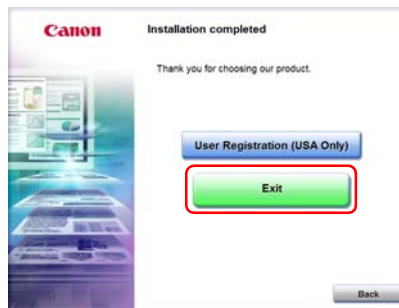 Canon
Installation completed
Thank you for choosing our product.
User Registration (USA Only)
Exit
Back